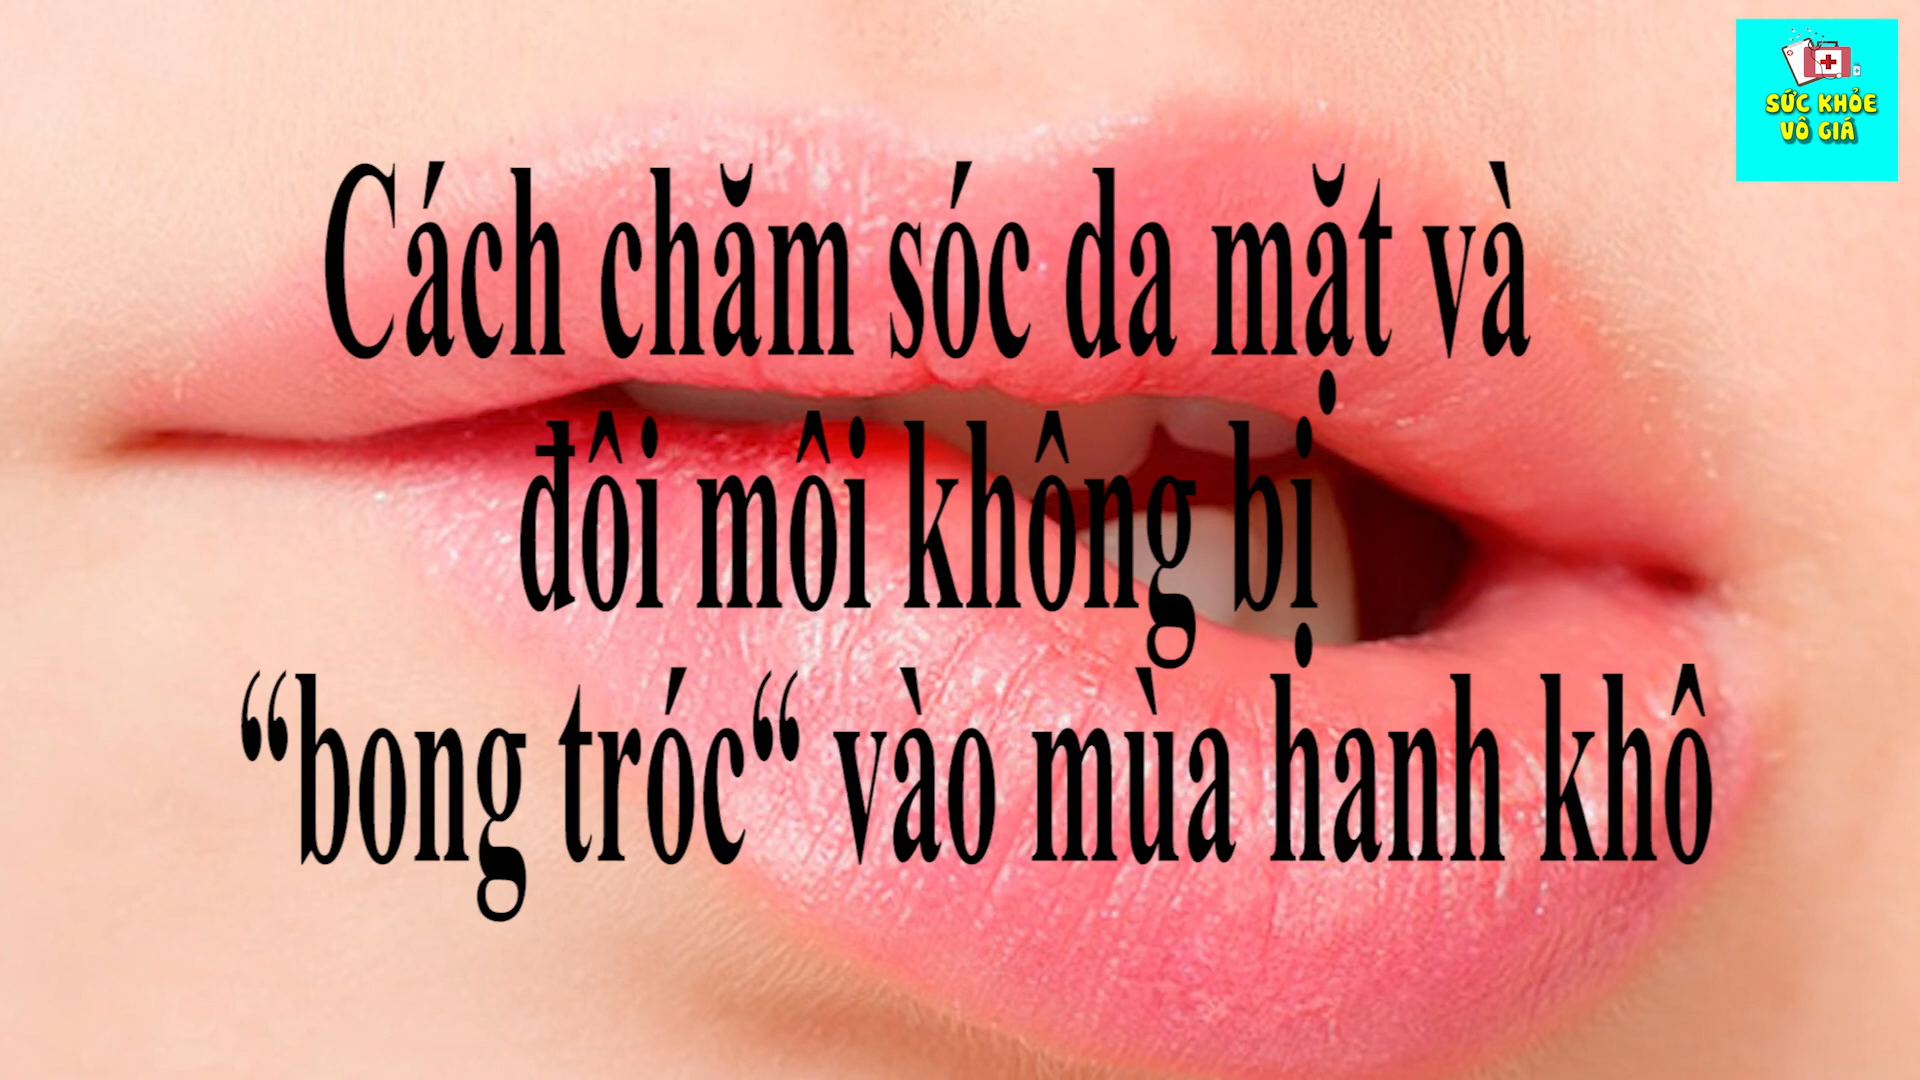 SỨC KHỎE
VÔ GIÁ
Cách chăm sóc da mặt và
đôi môi không bị
“bong tróc“ vào mùa hanh khô